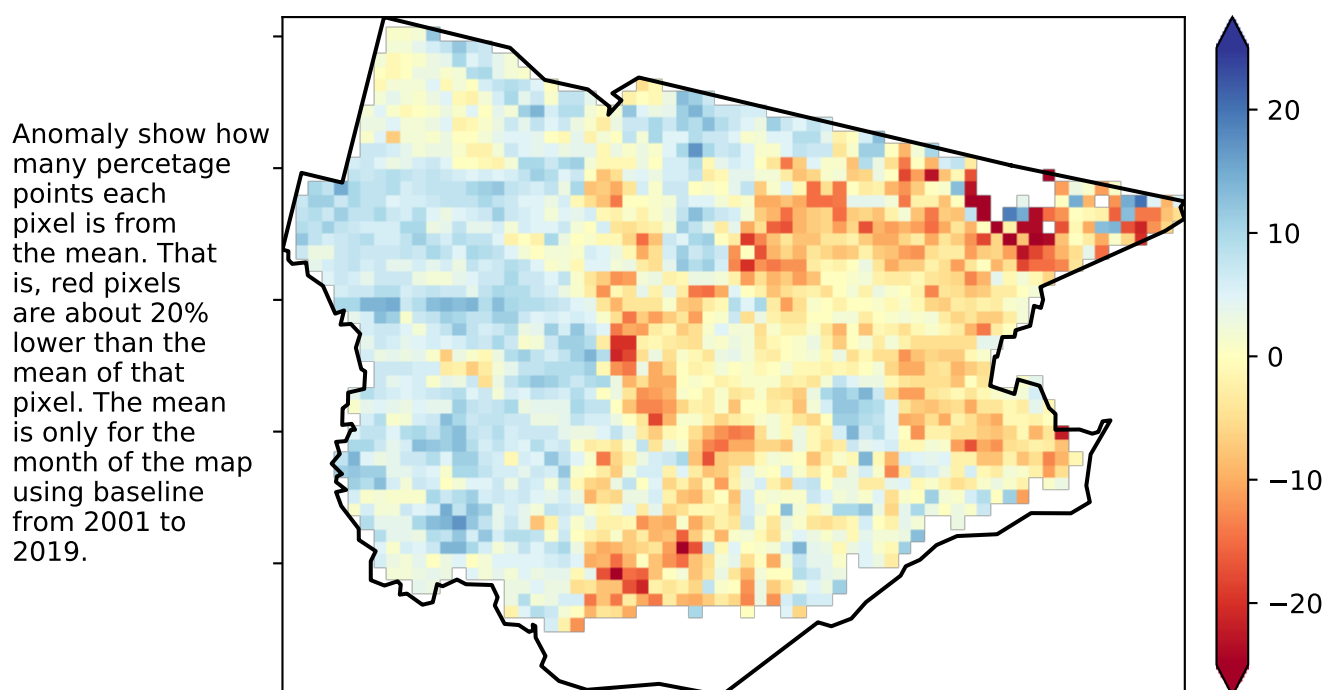 Anomaly show how
many percetage
points each
pixel is from
the mean. That
is, red pixels
are about 20%
lower than the
mean of that
pixel. The mean
is only for the
month of the map
using baseline
from 2001 to
2019.
20
10
0
−10
−20